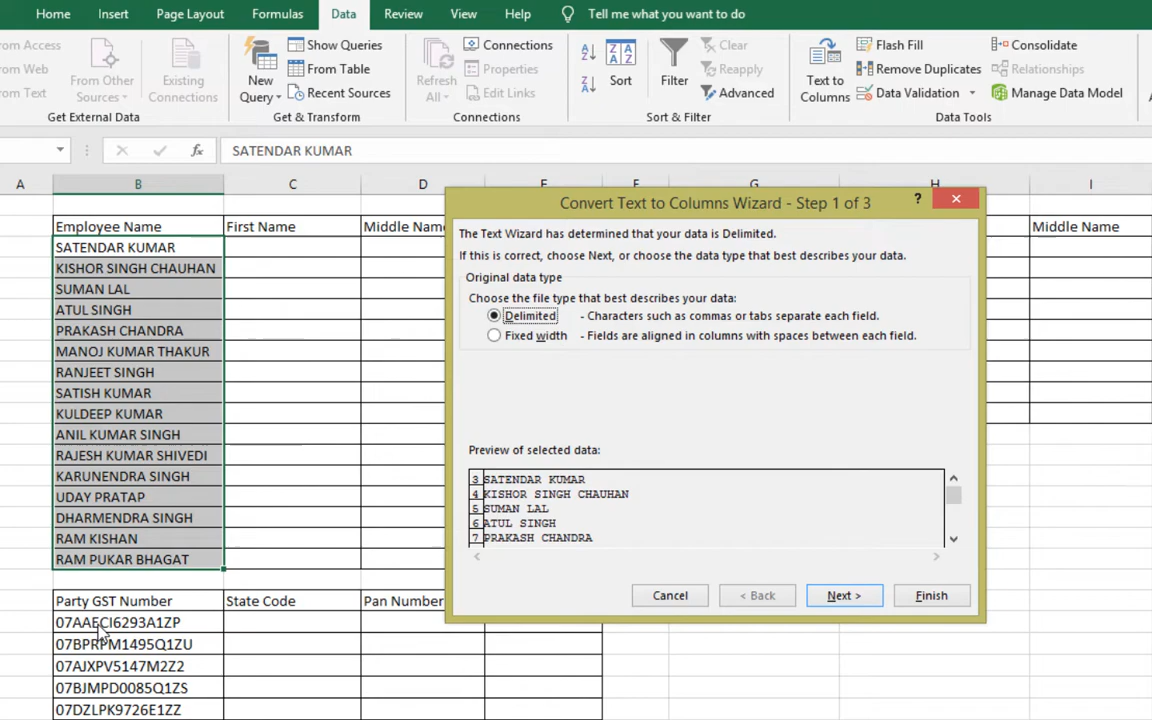 Home Insert Page Layout Formulas Data Review View Help Tell me what you want to do
From Access
From Web
From Text
From Other Sources
Existing Connections
Get External Data
New Query
Show Queries
From Table
Recent Sources
Get & Transform
Refresh All
Connections
Properties
Edit Links
Connections
Sort
Filter
Clear
Reapply
Advanced
Sort & Filter
Text to Columns
Flash Fill
Remove Duplicates
Data Validation
Consolidate
Relationships
Manage Data Model
Data Tools
fx SATENDAR KUMAR
A B C D E F G H I
Employee Name First Name Middle Name Middle Name
SATENDAR KUMAR
KISHOR SINGH CHAUHAN
SUMAN LAL
ATUL SINGH
PRAKASH CHANDRA
MANOJ KUMAR THAKUR
RANJEET SINGH
SATISH KUMAR
KULDEEP KUMAR
ANIL KUMAR SINGH
RAJESH KUMAR SHIVEDI
KARUNENDRA SINGH
UDAY PRATAP
DHARMENDRA SINGH
RAM KISHAN
RAM PUKAR BHAGAT
Party GST Number State Code Pan Number
07AAECI6293A1ZP
07BPRPM1495Q1ZU
07AJXPV5147M2Z2
07BJMPD0085Q1ZS
07DZLPK9726E1ZZ
Convert Text to Columns Wizard - Step 1 of 3
The Text Wizard has determined that your data is Delimited.
If this is correct, choose Next, or choose the data type that best describes your data.
Original data type
Choose the file type that best describes your data:
Delimited - Characters such as commas or tabs separate each field.
Fixed width - Fields are aligned in columns with spaces between each field.
Preview of selected data:
3 SATENDAR KUMAR
4 KISHOR SINGH CHAUHAN
5 SUMAN LAL
6 ATUL SINGH
7 PRAKASH CHANDRA
Cancel < Back Next > Finish